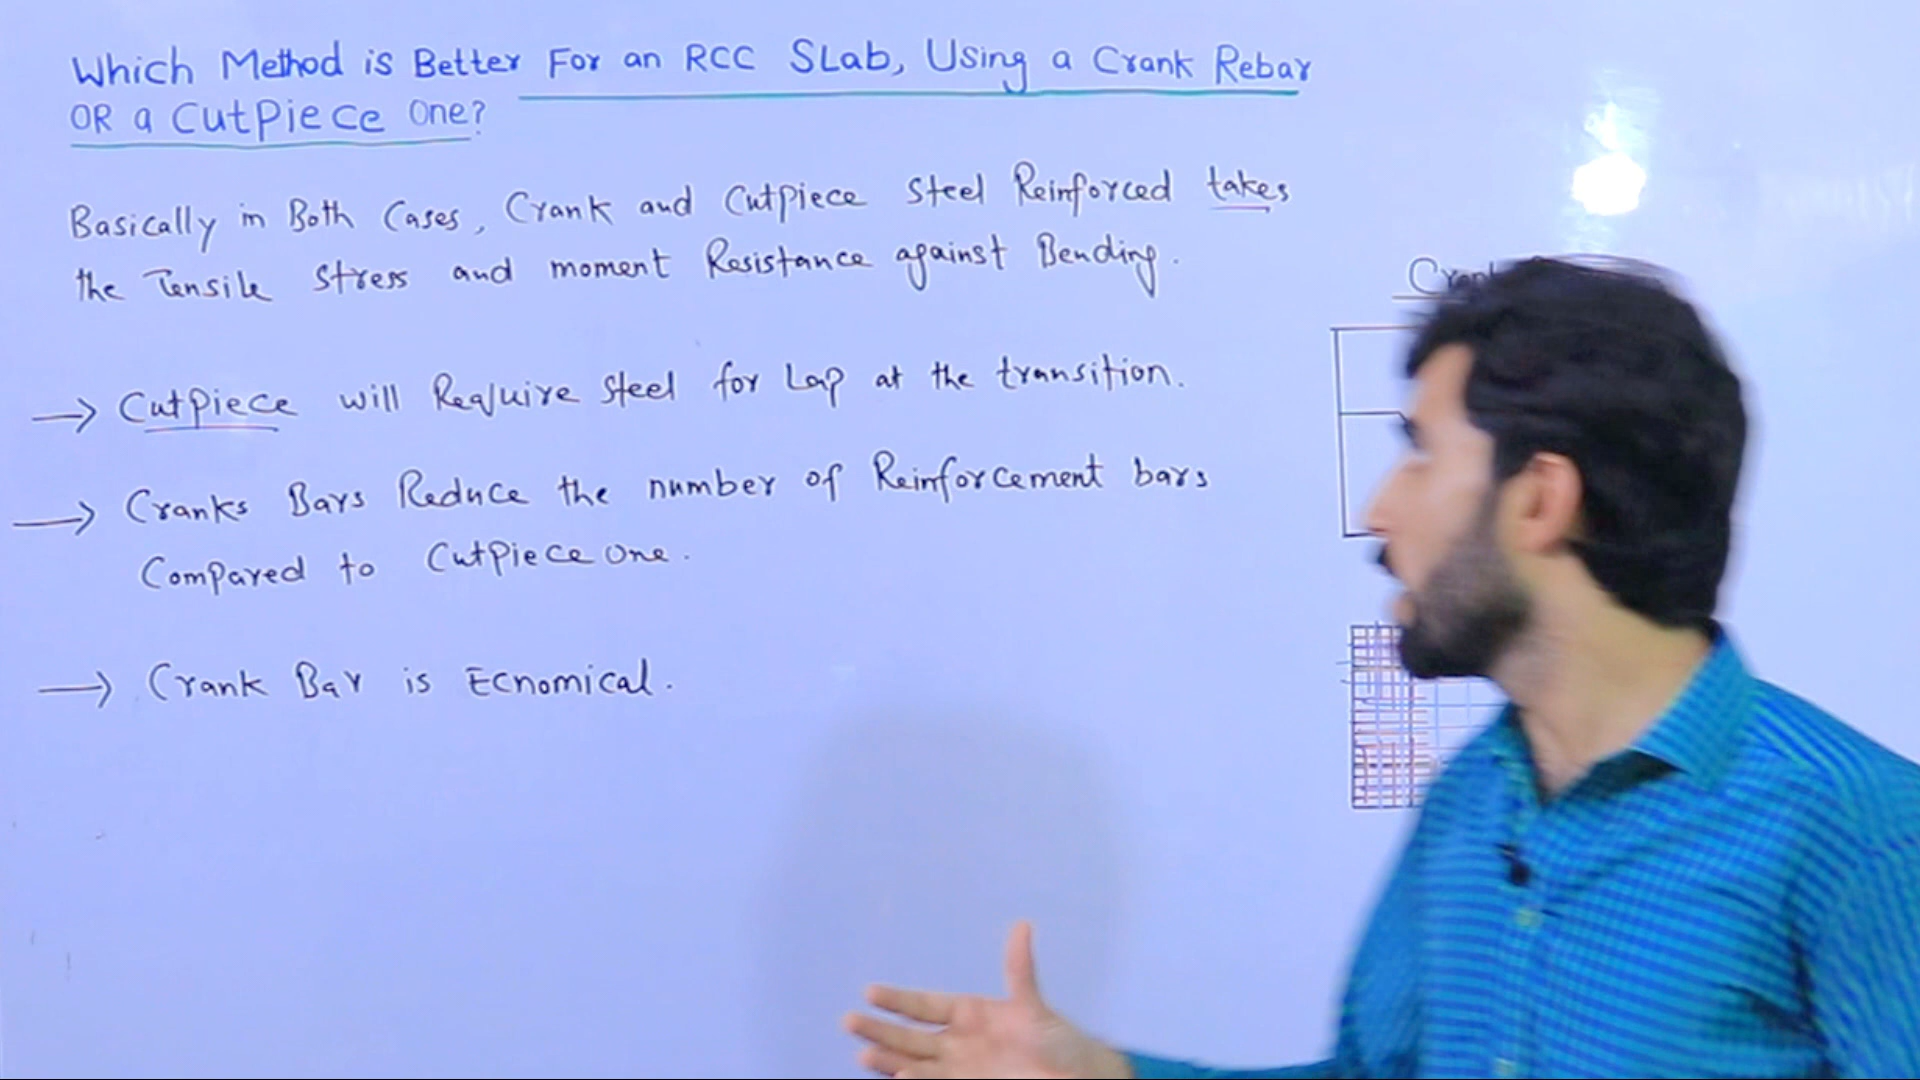 Which Method is Better For an RCC SLab, Using a Crank Rebar
OR a CutPiece One?
Basically in Both Cases, Crank and CutPiece Steel Reinforced takes
the Tensile Stress and moment Resistance against Bending.
→ CutPiece will Require Steel for Lap at the transition.
→ Cranks Bars Reduce the number of Reinforcement bars
Compared to CutPiece One.
→ Crank Bar is Ecnomical.